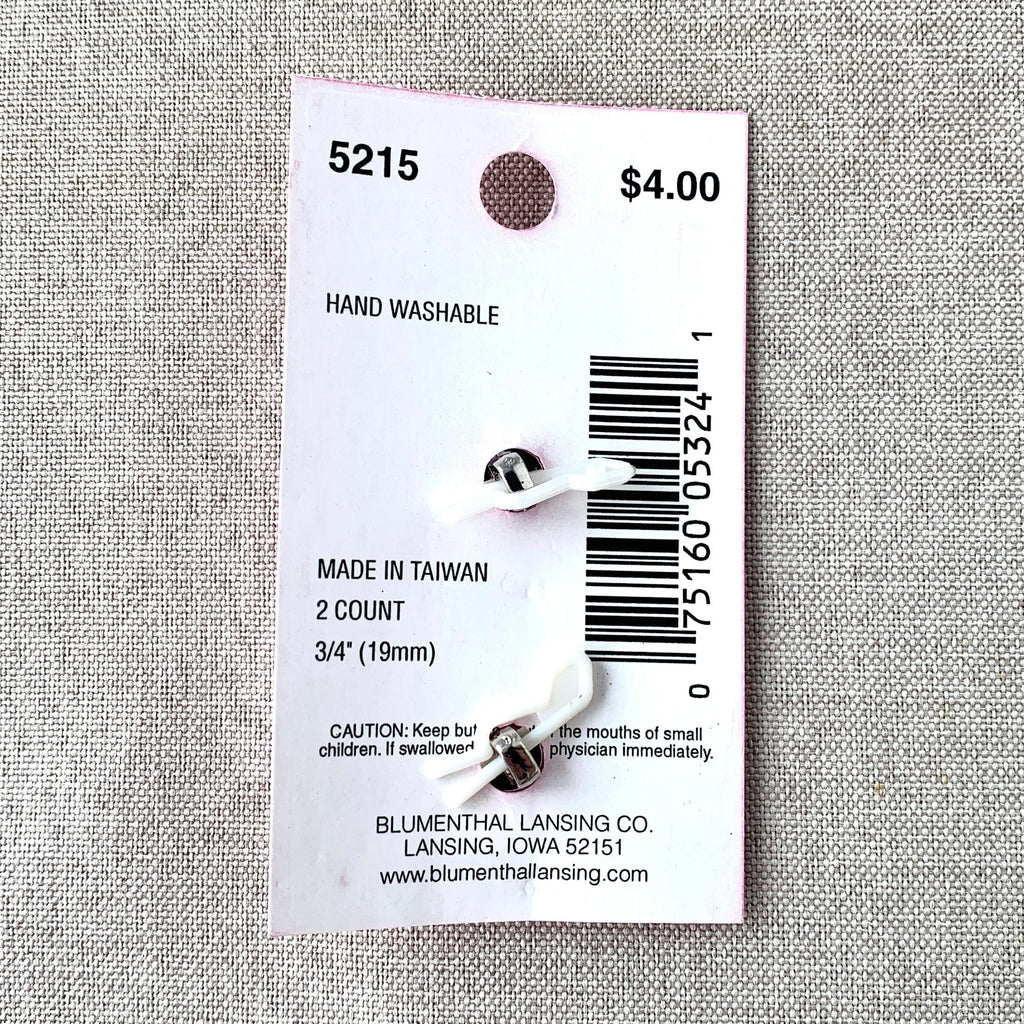 5215
$4.00
HAND WASHABLE
0 75160 05324 1
MADE IN TAIWAN
2 COUNT
3/4" (19mm)
CAUTION: Keep but the mouths of small
children. If swallowed physician immediately.
BLUMENTHAL LANSING CO.
LANSING, IOWA 52151
www.blumenthallansing.com